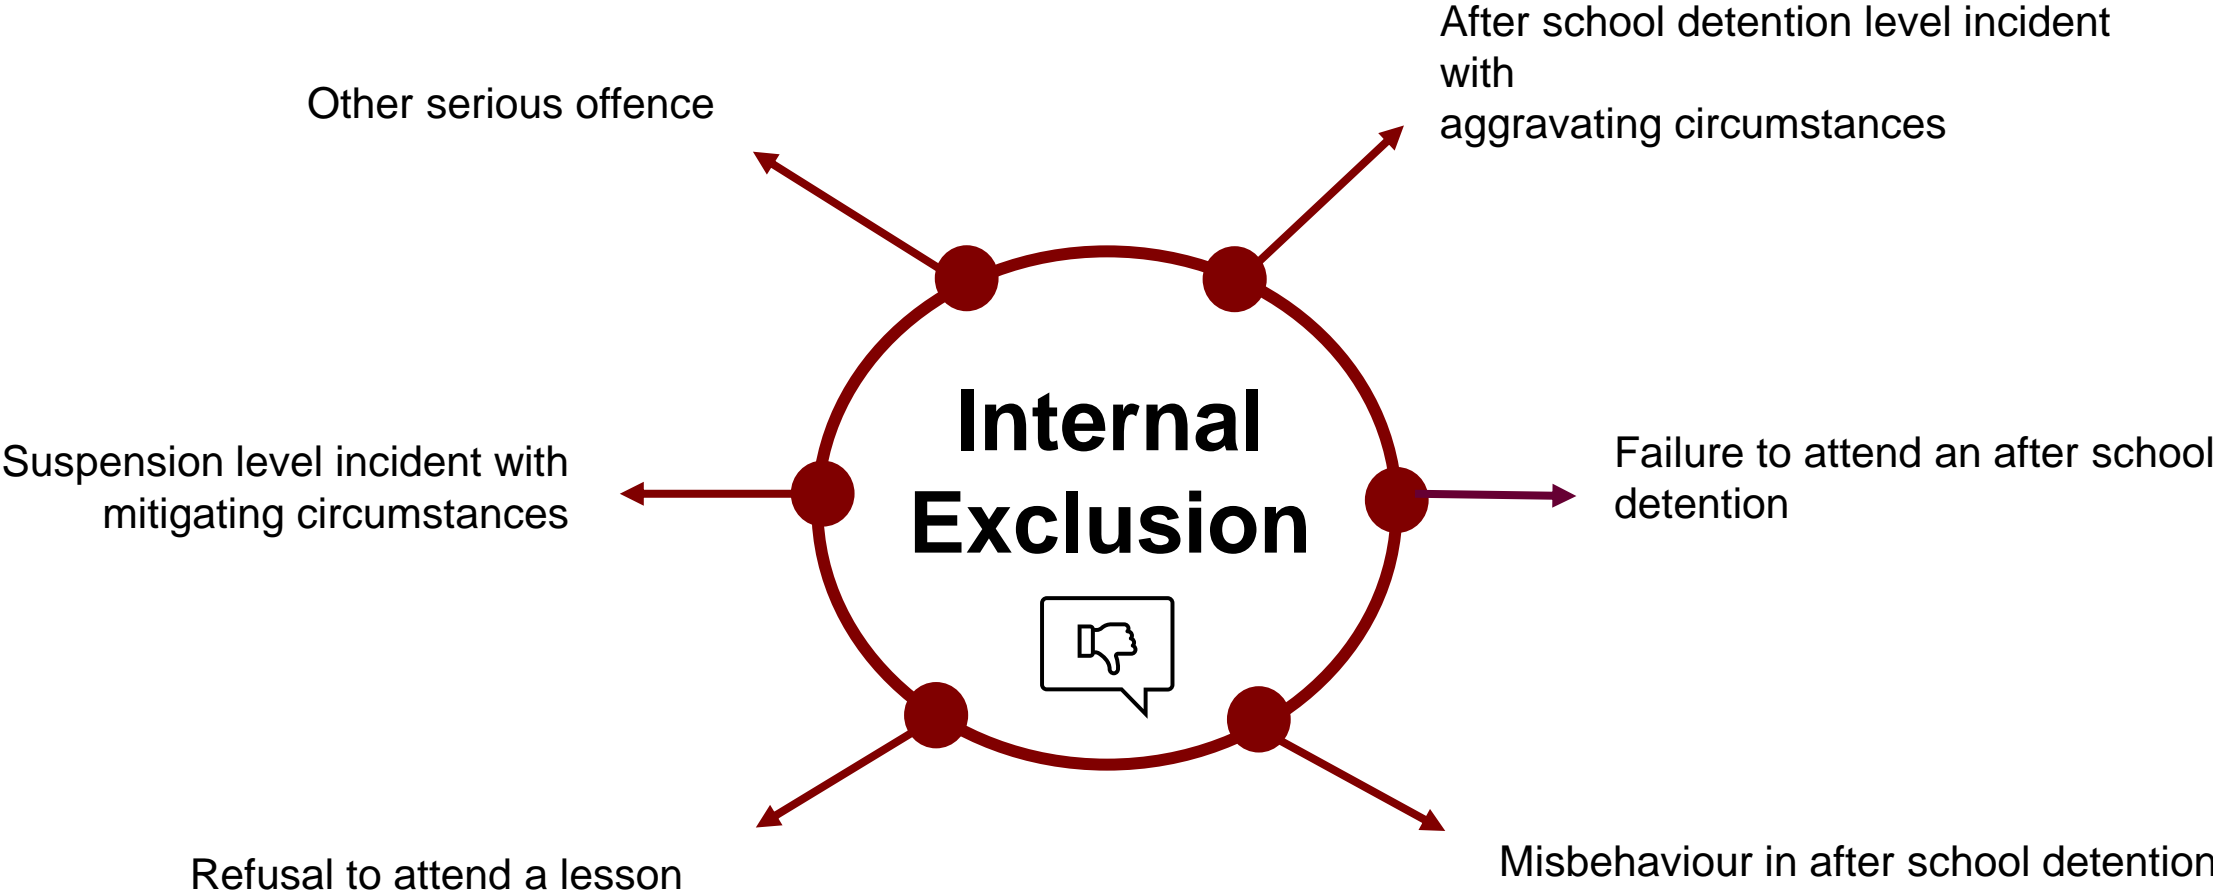 After school detention level incident
with
aggravating circumstances
Other serious offence
Internal
Exclusion
Suspension level incident with
mitigating circumstances
Failure to attend an after school
detention
Refusal to attend a lesson
Misbehaviour in after school detention